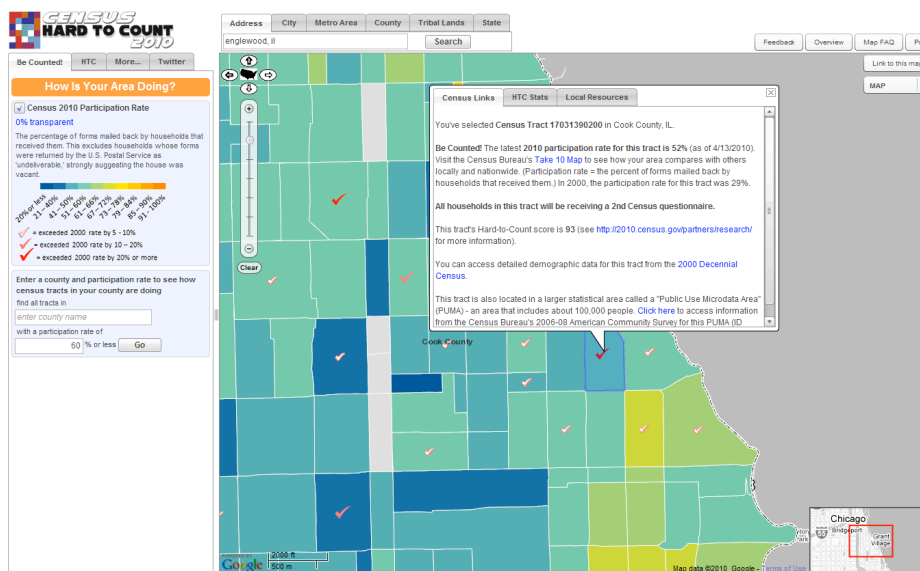 CENSUS
HARD TO COUNT
2010
Be Counted! HTC More... Twitter
How Is Your Area Doing?
Census 2010 Participation Rate
0% transparent
The percentage of forms mailed back by households that
received them. This excludes households whose forms
were returned by the U.S. Postal Service as
'undeliverable,' strongly suggesting the house was
vacant.
20% or less
21–40%
41–50%
51–60%
61–66%
67–72%
73–78%
79–84%
85–90%
91-100%
= exceeded 2000 rate by 5 - 10%
= exceeded 2000 rate by 10 – 20%
= exceeded 2000 rate by 20% or more
Enter a county and participation rate to see how
census tracts in your county are doing
find all tracts in
enter county name
with a participation rate of
60 % or less Go
Address City Metro Area County Tribal Lands State
englewood, il Search
Feedback Overview Map FAQ
Link to this map
MAP
Clear
Census Links HTC Stats Local Resources
You've selected Census Tract 17031390200 in Cook County, IL.
Be Counted! The latest 2010 participation rate for this tract is 52% (as of 4/13/2010).
Visit the Census Bureau's Take 10 Map to see how your area compares with others
locally and nationwide. (Participation rate = the percent of forms mailed back by
households that received them.) In 2000, the participation rate for this tract was 29%.
All households in this tract will be receiving a 2nd Census questionnaire.
This tract's Hard-to-Count score is 93 (see http://2010.census.gov/partners/research/
for more information).
You can access detailed demographic data for this tract from the 2000 Decennial
Census.
This tract is also located in a larger statistical area called a "Public Use Microdata Area"
(PUMA) - an area that includes about 100,000 people. Click here to access information
from the Census Bureau's 2006-08 American Community Survey for this PUMA (ID
Cook County
POWERED BY
Google
2000 ft
500 m
Map data ©2010 Google - Terms of Use
Chicago
55
Bridgeport
Grant
Village